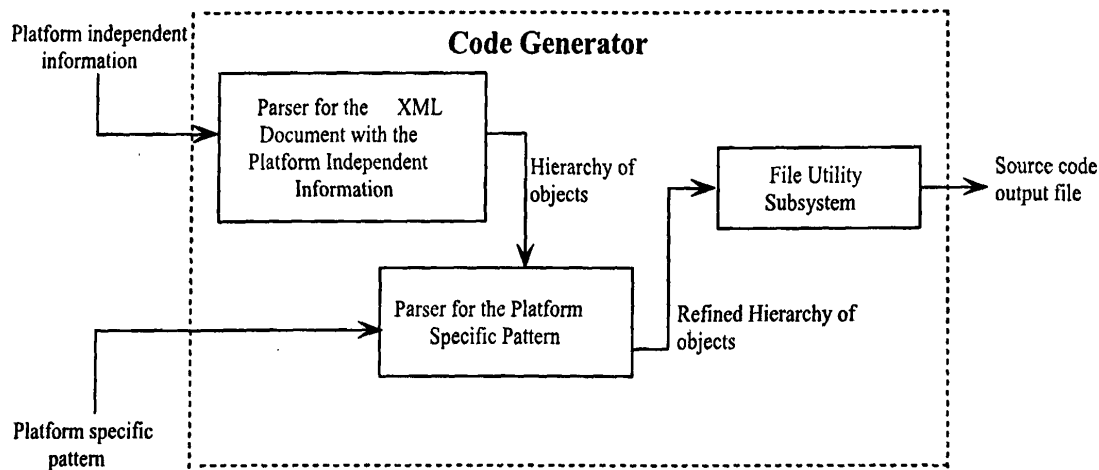 Platform independent
information
Code Generator
Parser for the XML
Document with the
Platform Independent
Information
Hierarchy of
objects
File Utility
Subsystem
Source code
output file
Parser for the Platform
Specific Pattern
Refined Hierarchy of
objects
Platform specific
pattern